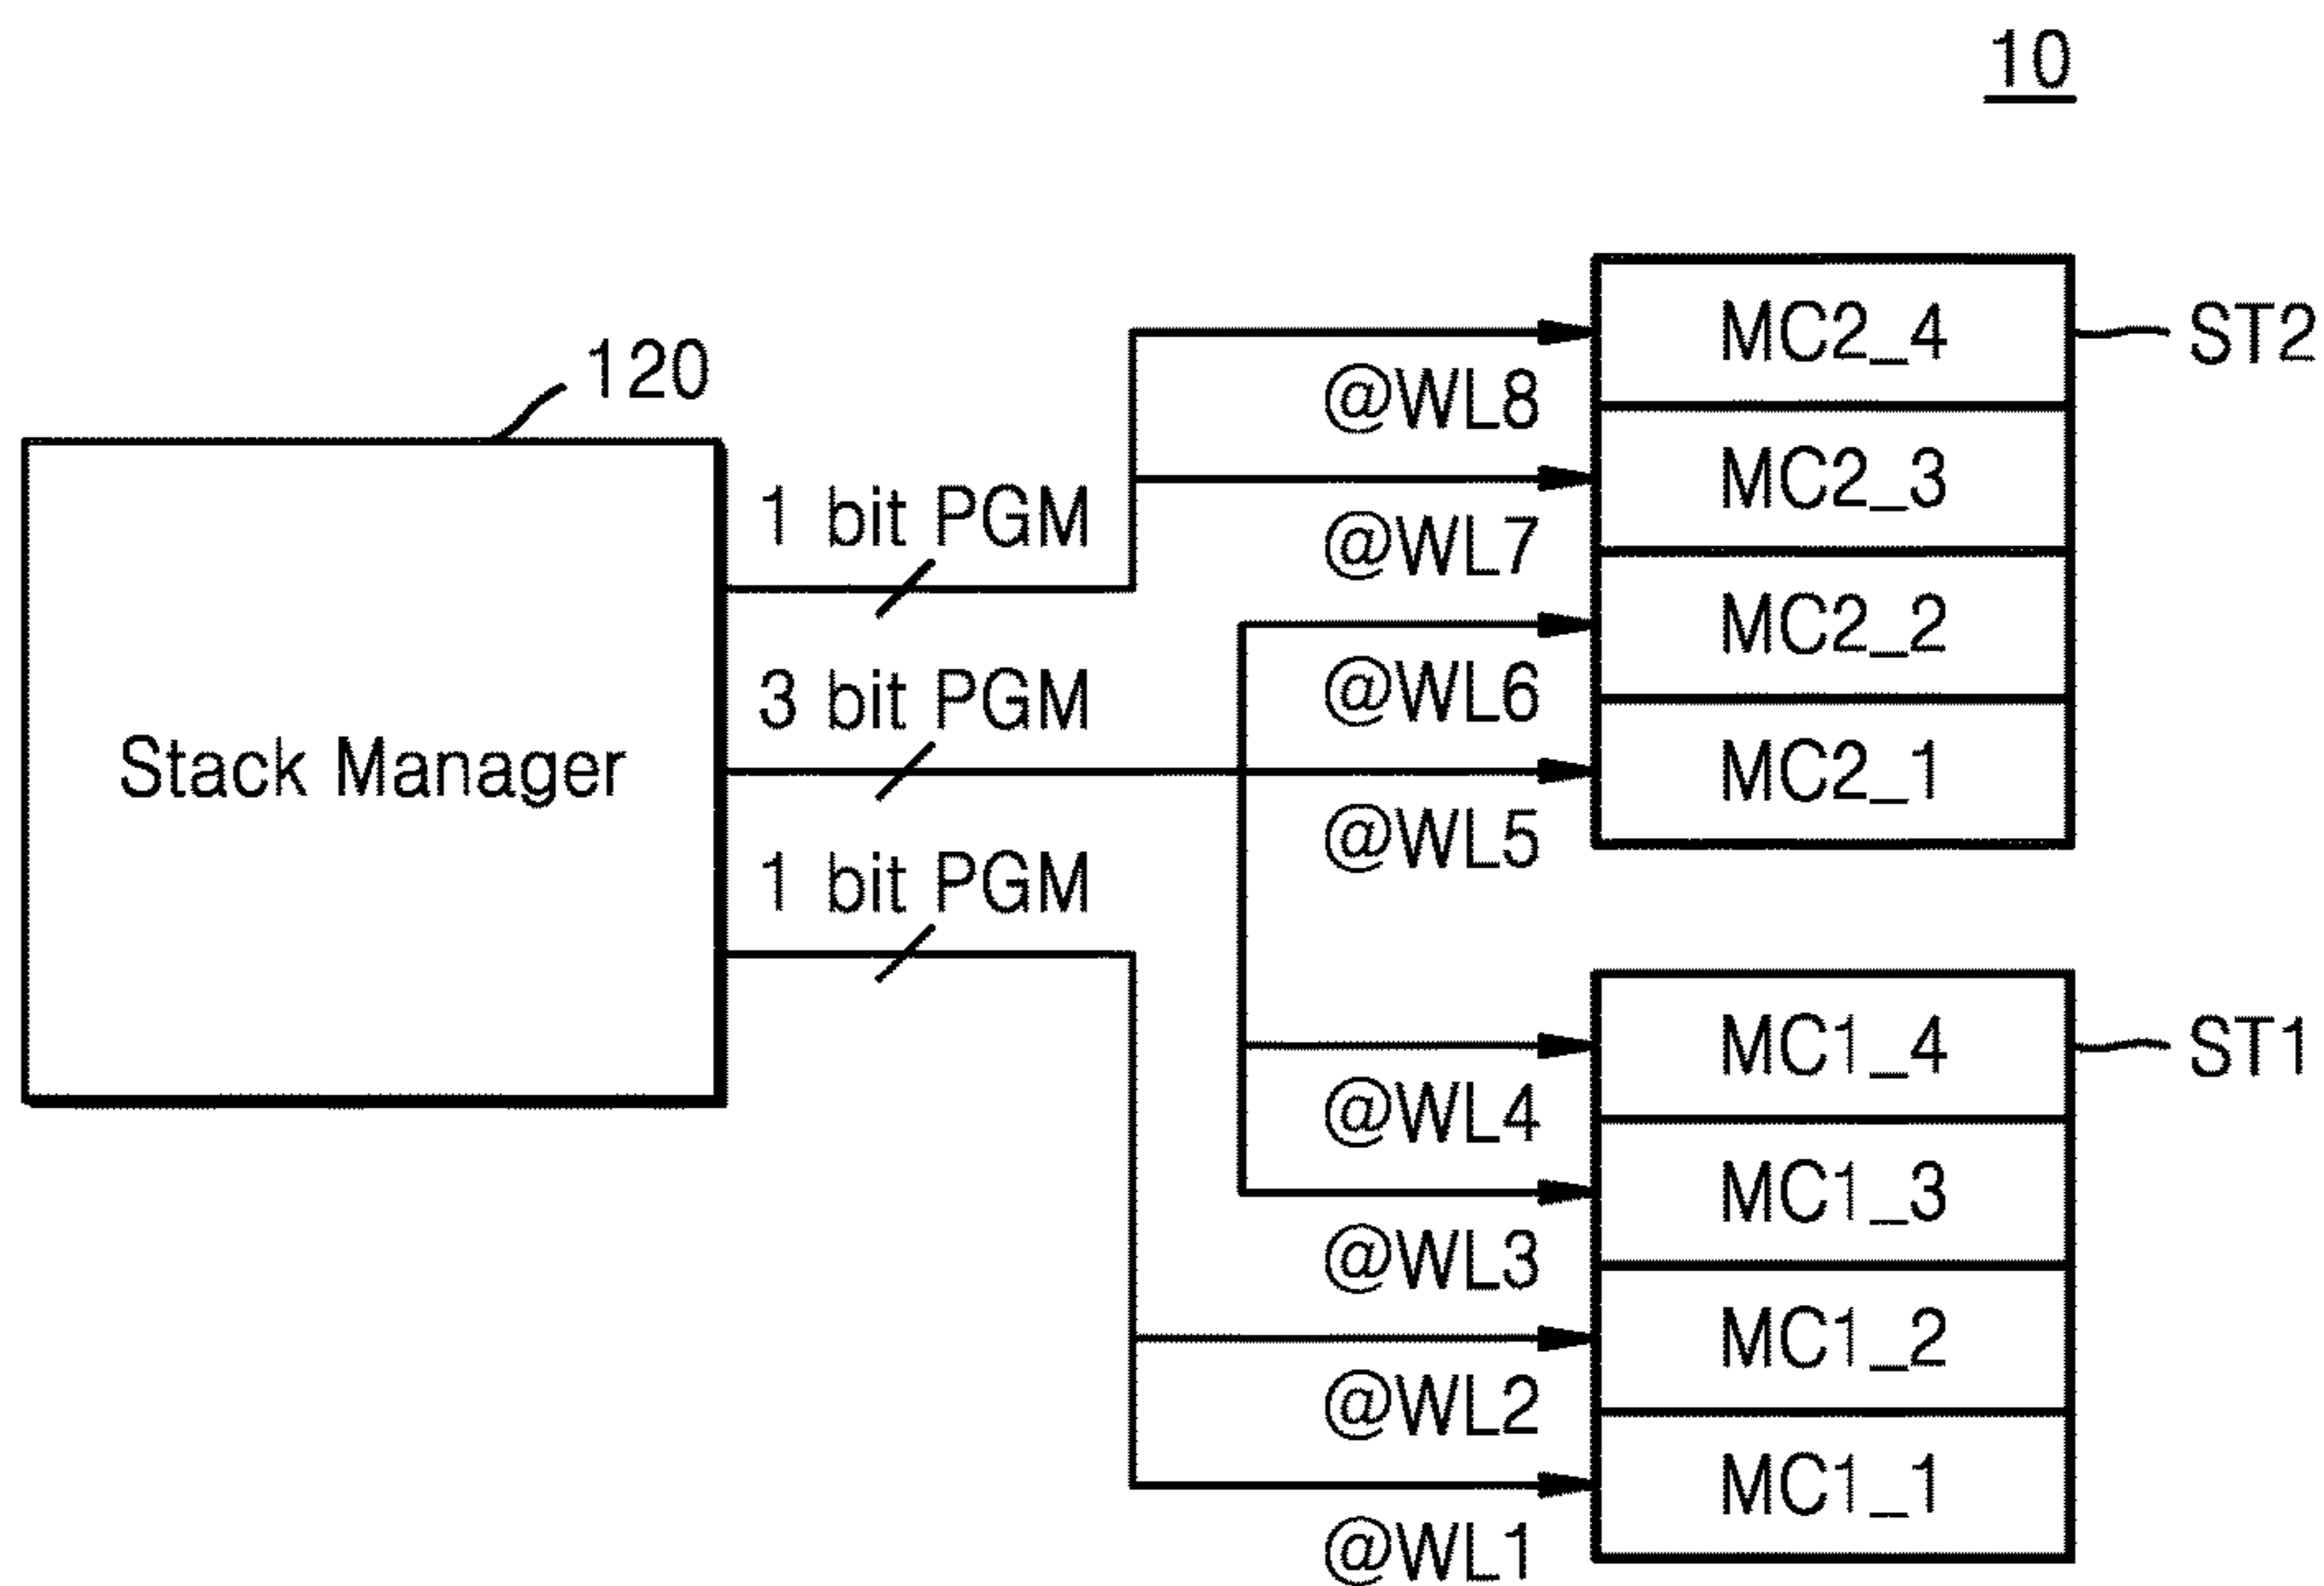 10
MC2_4
ST2
120
@WL8
MC2_3
1 bit PGM
@WL7
MC2_2
3 bit PGM
@WL6
Stack Manager
MC2_1
@WL5
1 bit PGM
MC1_4
ST1
@WL4
MC1_3
@WL3
MC1_2
@WL2
MC1_1
@WL1